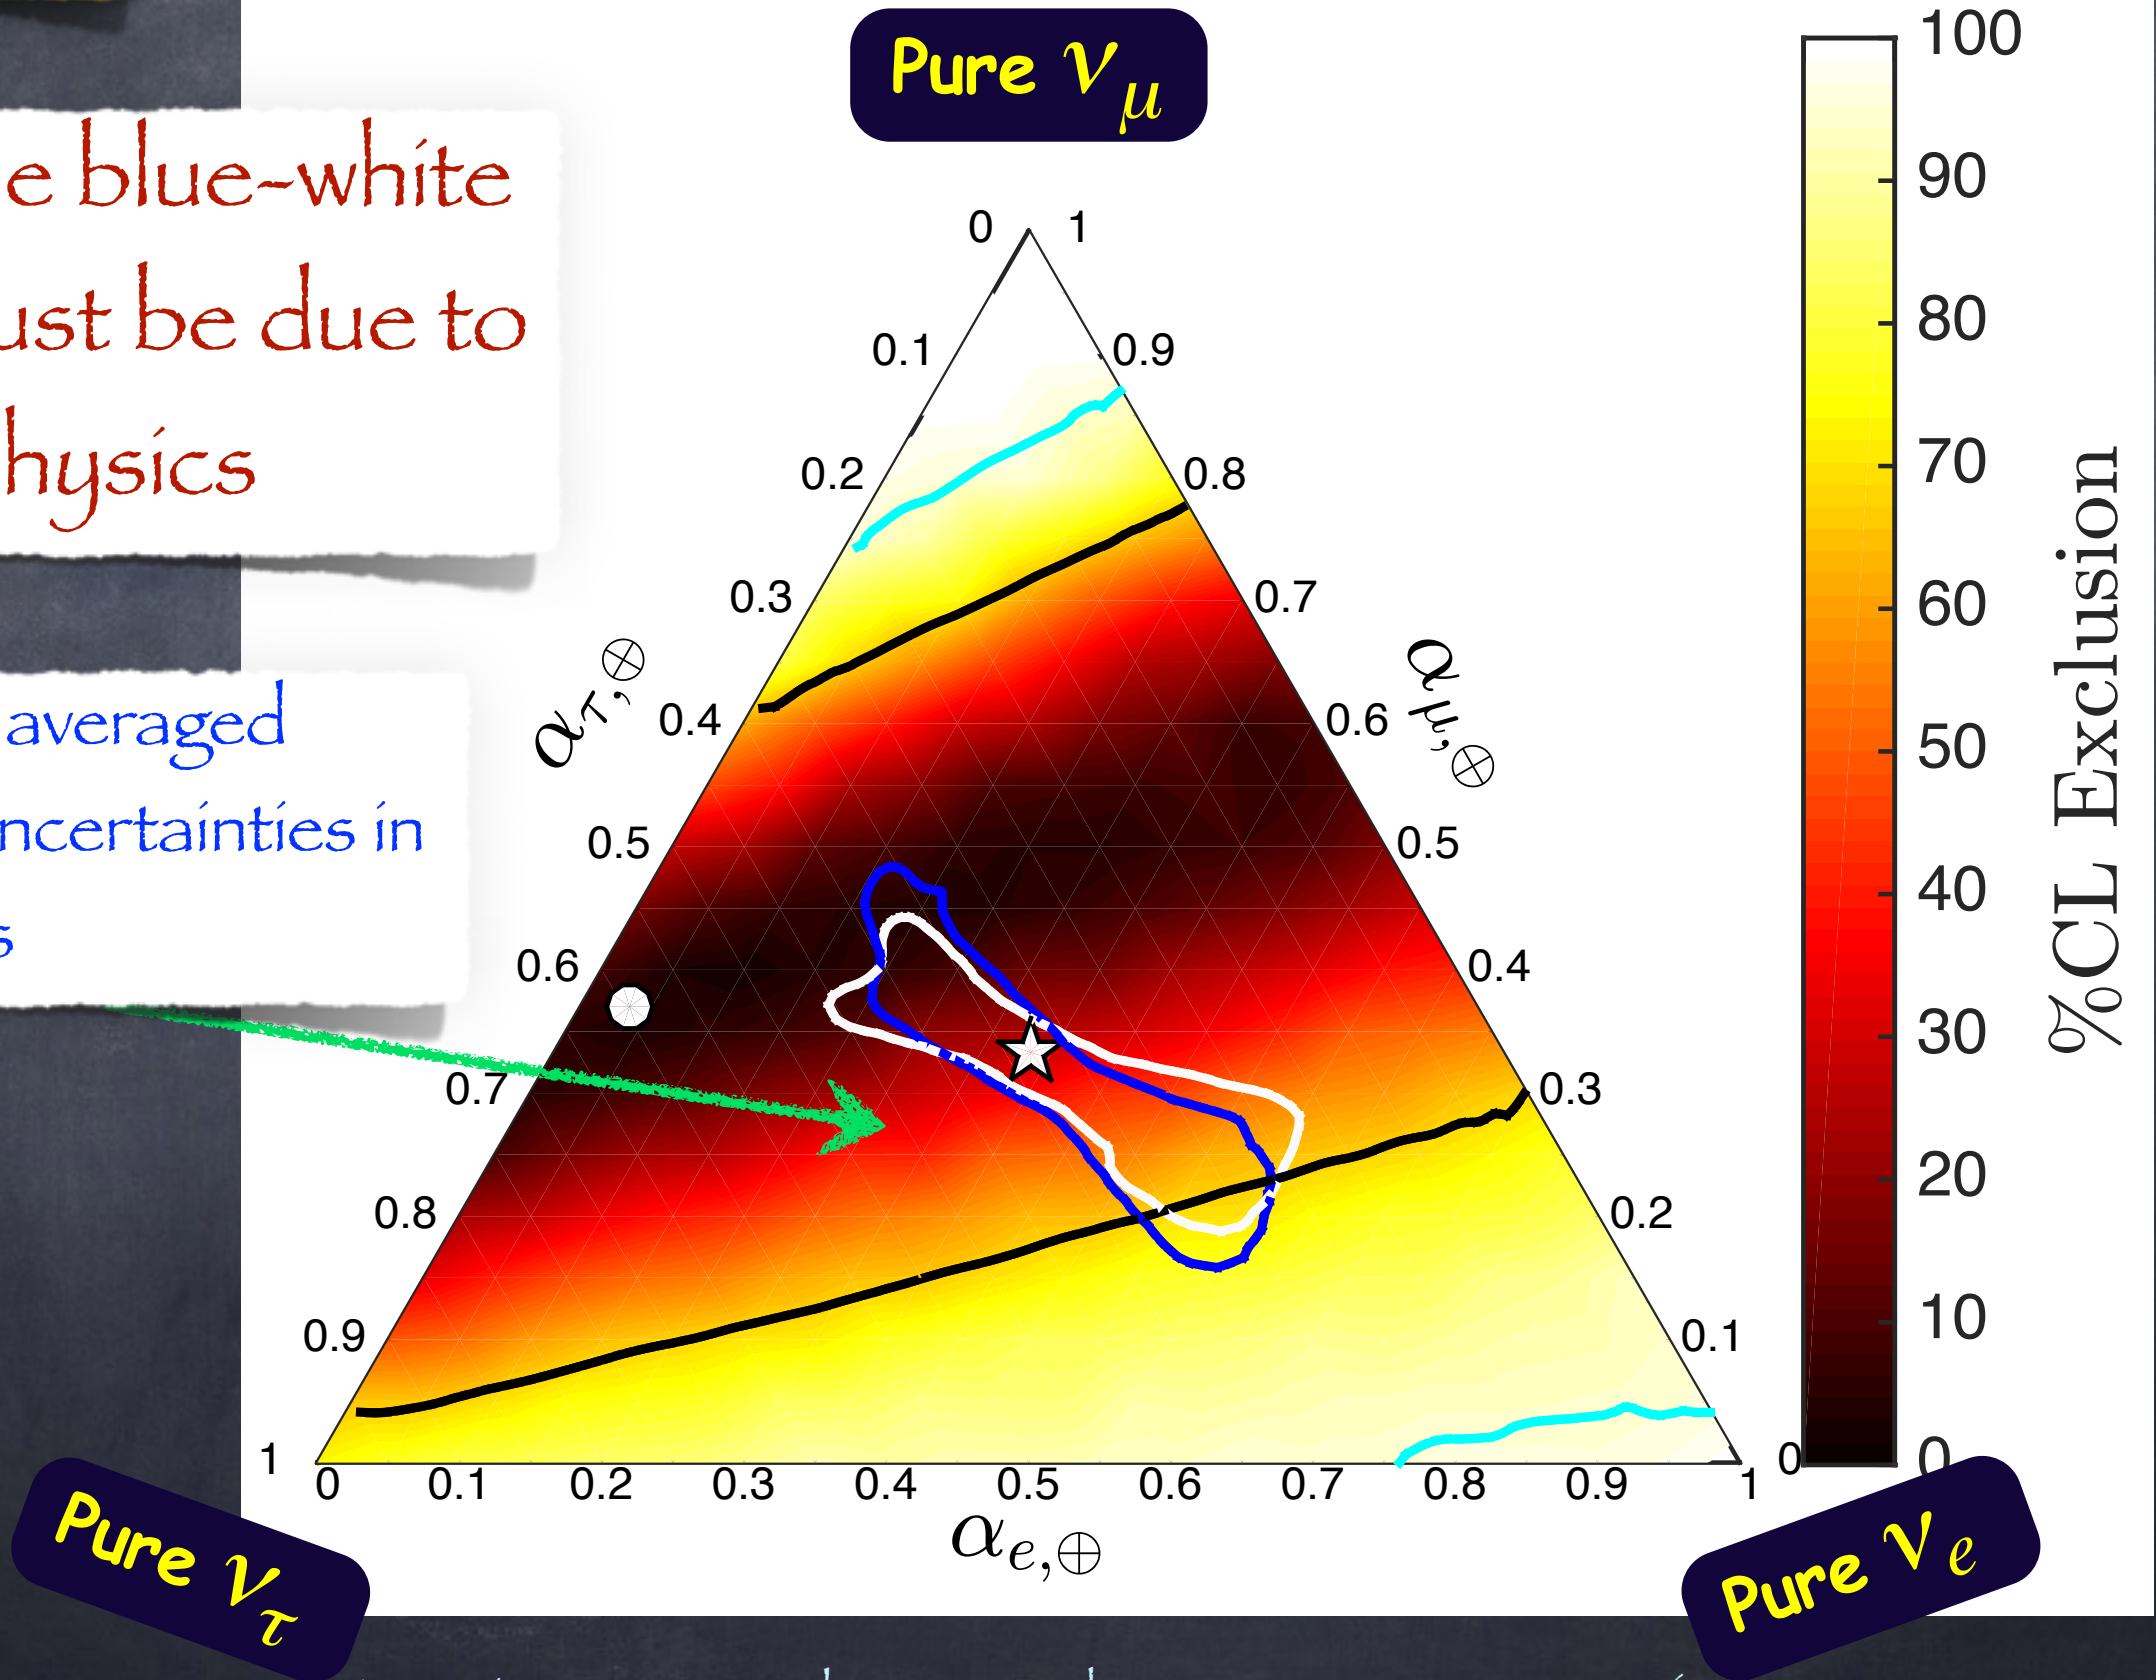 Pure νμ
e blue-white
ust be due to
hysics
averaged
ncertainties in
s
0 1
0.1 0.9
0.2 0.8
0.3 0.7
0.4 0.6
0.5 0.5
0.6 0.4
0.7 0.3
0.8 0.2
0.9 0.1
1 0
ατ,⊗
αμ,⊗
0 0.1 0.2 0.3 0.4 0.5 0.6 0.7 0.8 0.9 1
αe,⊕
Pure ντ
Pure νe
100
90
80
70
60
50
40
30
20
10
0
%CL Exclusion